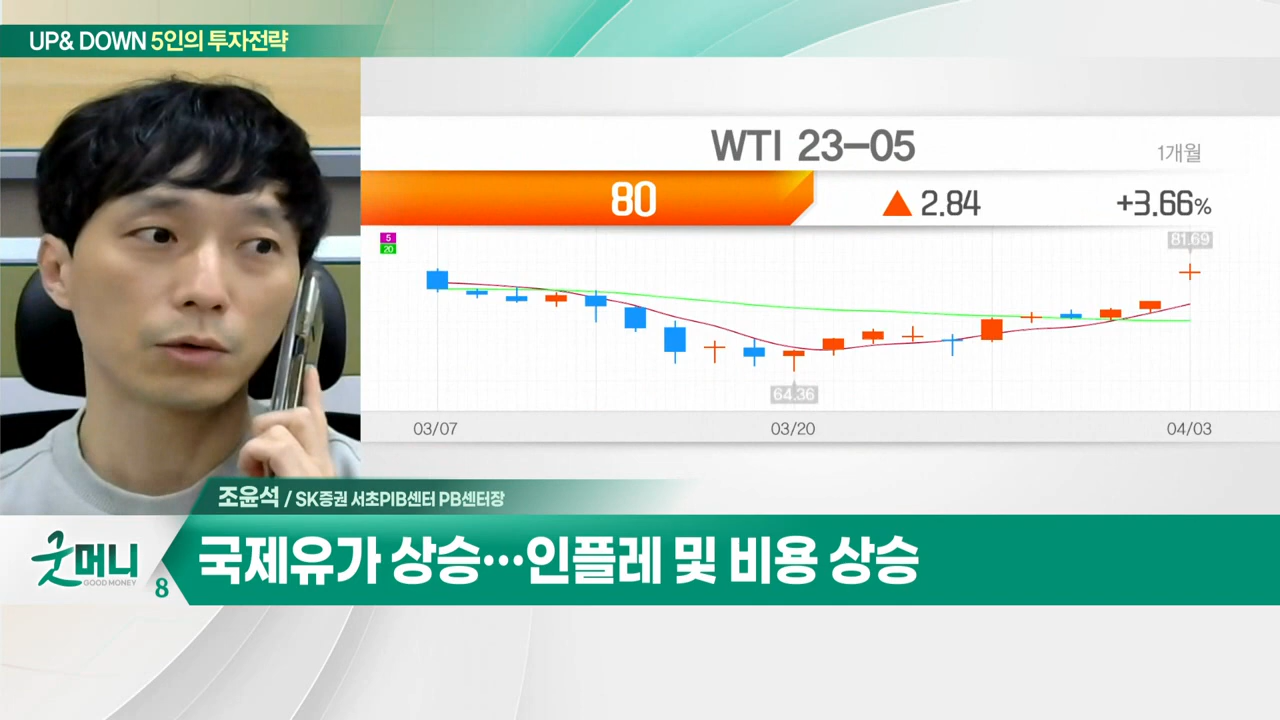 UP& DOWN 5인의 투자전략
WTI 23-05
1개월
80
▲ 2.84
+3.66%
5
20
81.69
64.36
03/07
03/20
04/03
조윤석 / SK증권 서초PIB센터 PB센터장
굿머니
GOOD MONEY
8
국제유가 상승…인플레 및 비용 상승